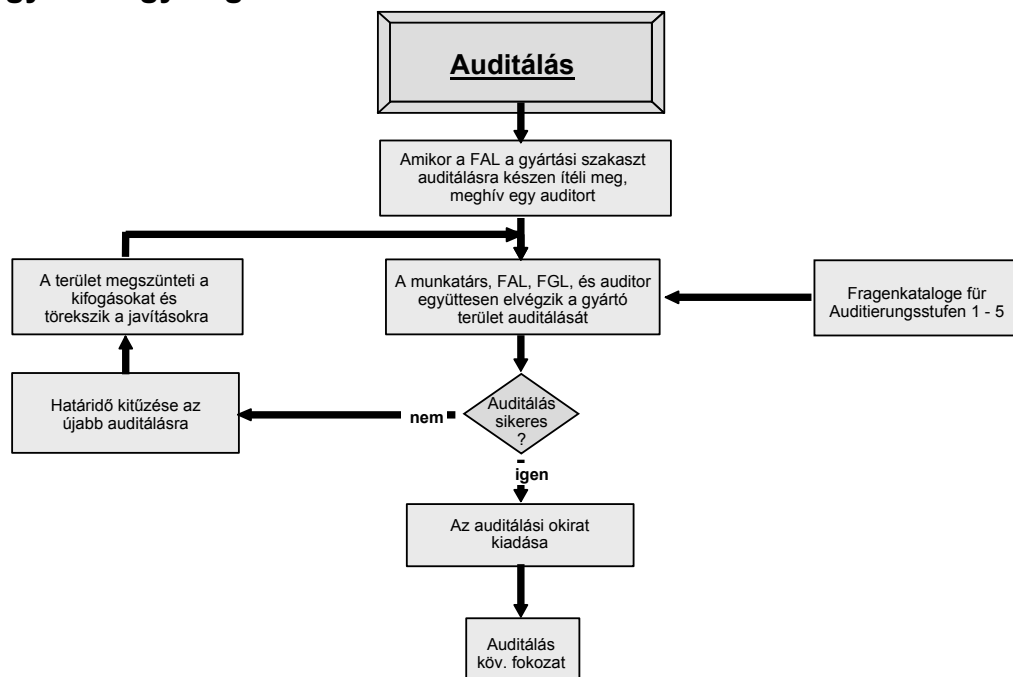 Auditálás
Amikor a FAL a gyártási szakaszt
auditálásra készen ítéli meg,
meghív egy auditort
A terület megszünteti a
kifogásokat és
törekszik a javításokra
A munkatárs, FAL, FGL, és auditor
együttesen elvégzik a gyártó
terület auditálását
Fragenkataloge für
Auditierungsstufen 1 - 5
Határidő kitűzése az
újabb auditálásra
nem
Auditálás
sikeres
?
igen
Az auditálási okirat
kiadása
Auditálás
köv. fokozat